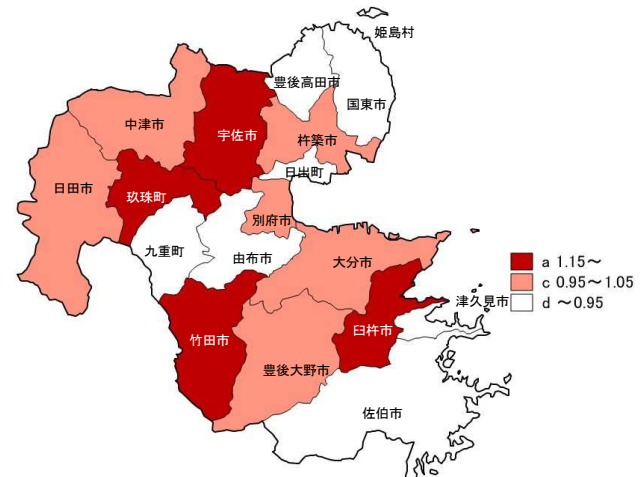 姫島村
豊後高田市
国東市
中津市
宇佐市
杵築市
日出町
日田市
玖珠町
別府市
九重町
由布市
大分市
a 1.15～
c 0.95～1.05
d ～0.95
津久見市
臼杵市
竹田市
豊後大野市
佐伯市